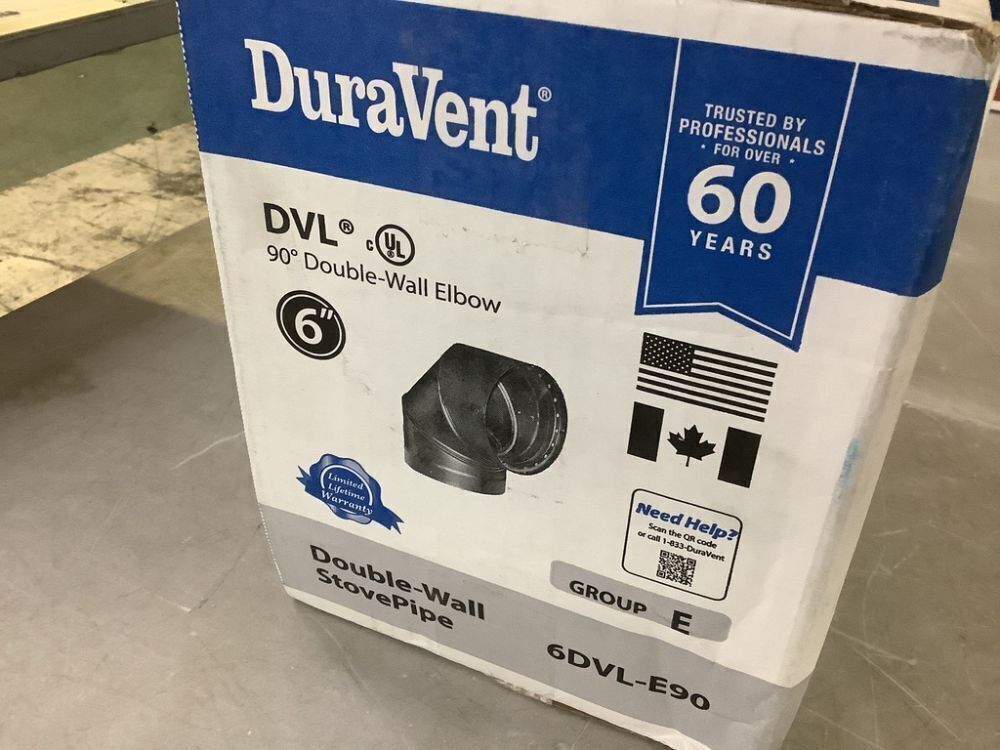 DuraVent®
TRUSTED BY
PROFESSIONALS
* FOR OVER *
60
YEARS
DVL® c UL ®
90° Double-Wall Elbow
6"
Limited
Lifetime
Warranty
Need Help?
Scan the QR code
or call 1-833-DuraVent
GROUP E
Double-Wall
StovePipe
6DVL-E90